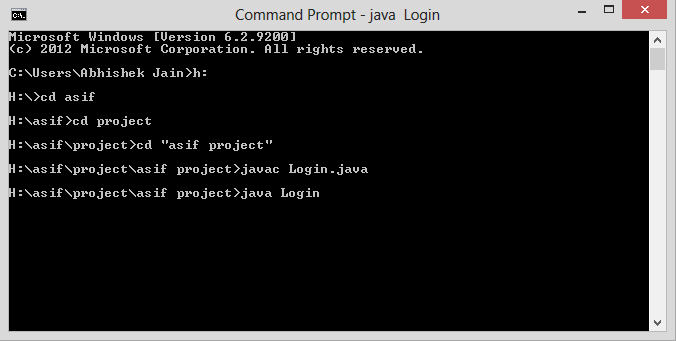 Command Prompt - java  Login
Microsoft Windows [Version 6.2.9200]
(c) 2012 Microsoft Corporation. All rights reserved.
C:\Users\Abhishek Jain>h:
H:\>cd asif
H:\asif>cd project
H:\asif\project>cd "asif project"
H:\asif\project\asif project>javac Login.java
H:\asif\project\asif project>java Login